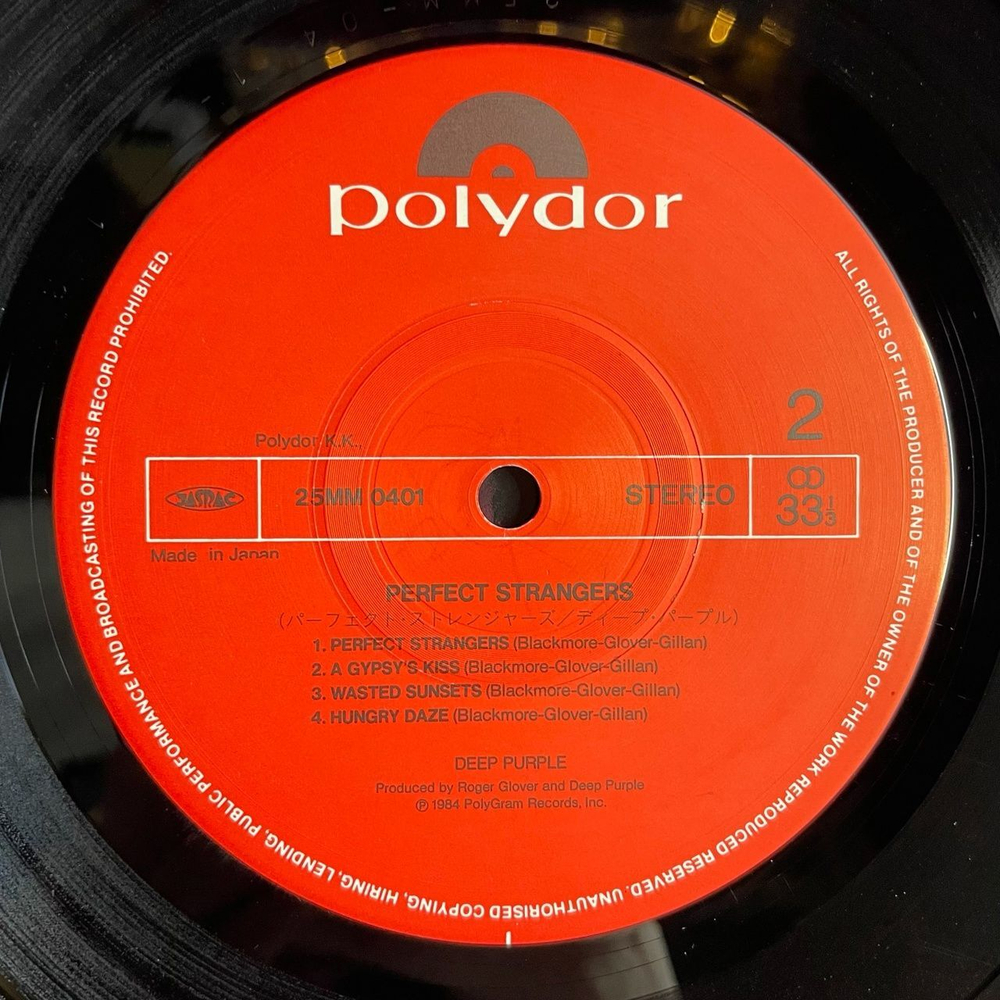 polydor
2
Polydor K.K.,
JASRAC
25MM 0401
STEREO
33 1/3
Made in Japan
PERFECT STRANGERS
(パーフェクト・ストレンジャーズ／ディープ・パープル)
1. PERFECT STRANGERS (Blackmore-Glover-Gillan)
2. A GYPSY'S KISS (Blackmore-Glover-Gillan)
3. WASTED SUNSETS (Blackmore-Glover-Gillan)
4. HUNGRY DAZE (Blackmore-Glover-Gillan)
DEEP PURPLE
Produced by Roger Glover and Deep Purple
℗ 1984 PolyGram Records, Inc.
ALL RIGHTS OF THE PRODUCER AND OF THE OWNER OF THE WORK REPRODUCED RESERVED. UNAUTHORISED COPYING, HIRING, LENDING, PUBLIC PERFORMANCE AND BROADCASTING OF THIS RECORD PROHIBITED.